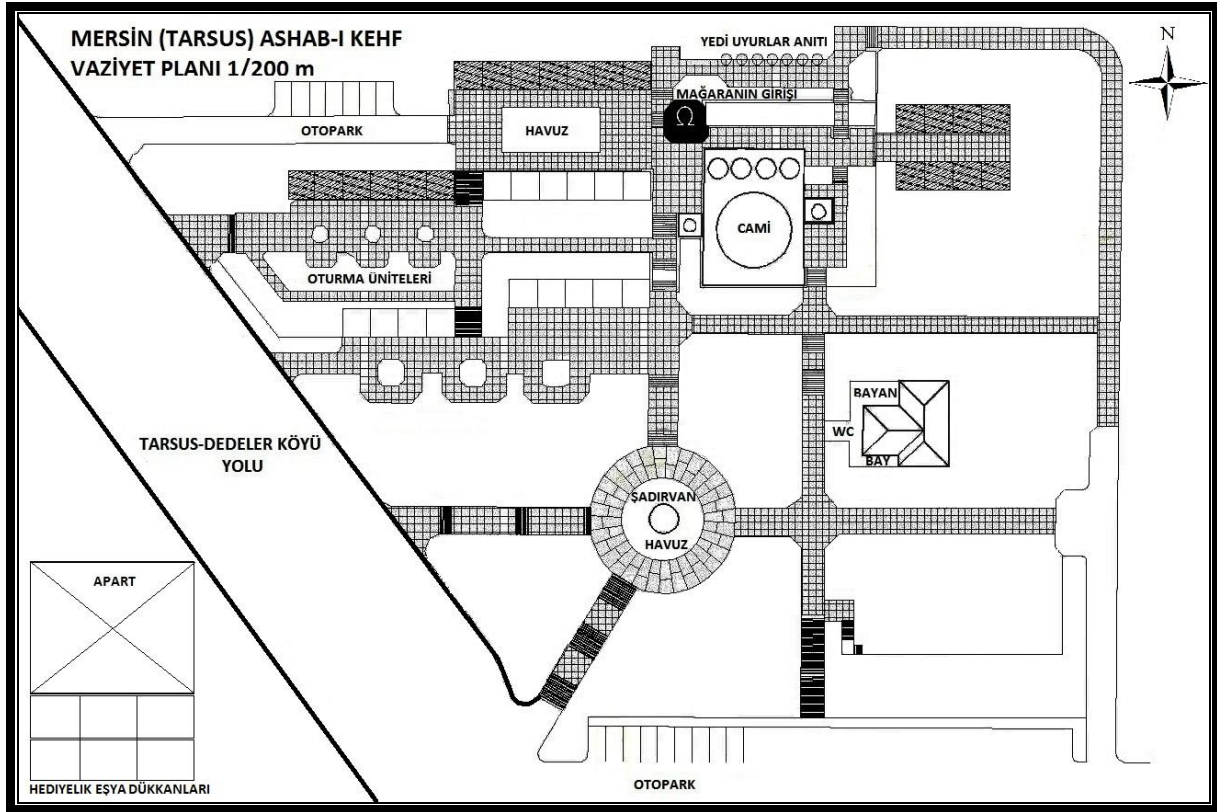 MERSİN (TARSUS) ASHAB-I KEHF
VAZİYET PLANI 1/200 m
YEDİ UYURLAR ANITI
N
MAĞARANIN GİRİŞİ
Ω
OTOPARK
HAVUZ
CAMİ
OTURMA ÜNİTELERİ
BAYAN
WC
BAY
TARSUS-DEDELER KÖYÜ
YOLU
ŞADIRVAN
HAVUZ
APART
HEDİYELİK EŞYA DÜKKANLARI
OTOPARK